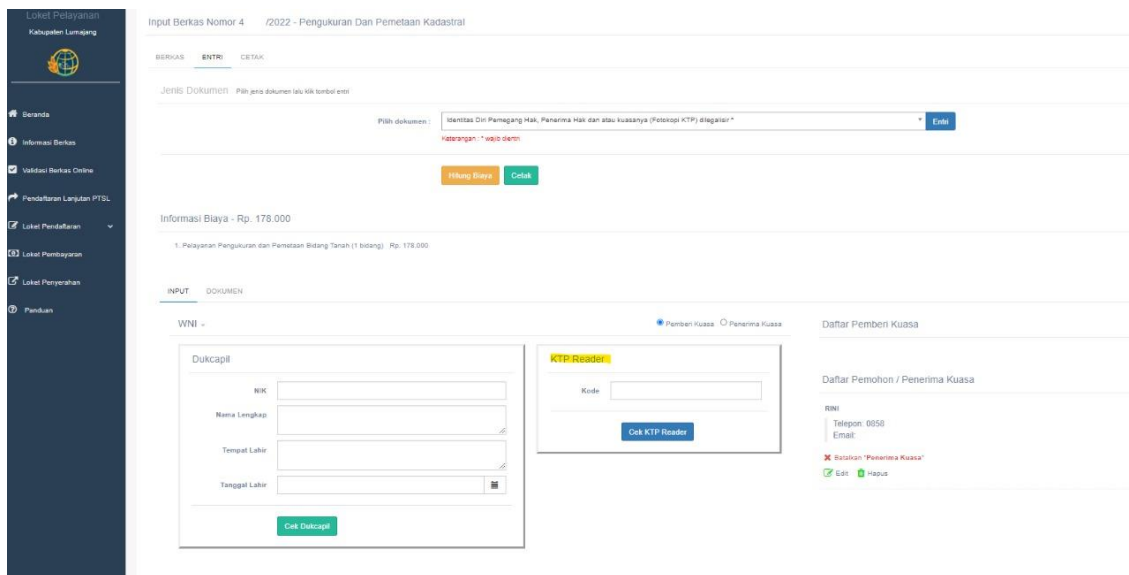 Loket Pelayanan
Kabupaten Lumajang
Beranda
Informasi Berkas
Validasi Berkas Online
Pendaftaran Lanjutan PTSL
Loket Pendaftaran
Loket Pembayaran
Loket Penyerahan
Panduan
Input Berkas Nomor 4 /2022 - Pengukuran Dan Pemetaan Kadastral
BERKAS ENTRI CETAK
Jenis Dokumen Pilih jenis dokumen lalu klik tombol entri
Pilih dokumen : Identitas Diri Pemegang Hak, Penerima Hak dan atau kuasanya (Fotokopi KTP) dilegalisir * Entri
Keterangan : * wajib dientri
Hitung Biaya Cetak
Informasi Biaya - Rp. 178.000
1. Pelayanan Pengukuran dan Pemetaan Bidang Tanah (1 bidang) Rp. 178.000
INPUT DOKUMEN
WNI Pemberi Kuasa Penerima Kuasa
Dukcapil
NIK
Nama Lengkap
Tempat Lahir
Tanggal Lahir
Cek Dukcapil
KTP Reader
Kode
Cek KTP Reader
Daftar Pemberi Kuasa
Daftar Pemohon / Penerima Kuasa
RINI
Telepon: 0858
Email:
Batalkan "Penerima Kuasa"
Edit Hapus